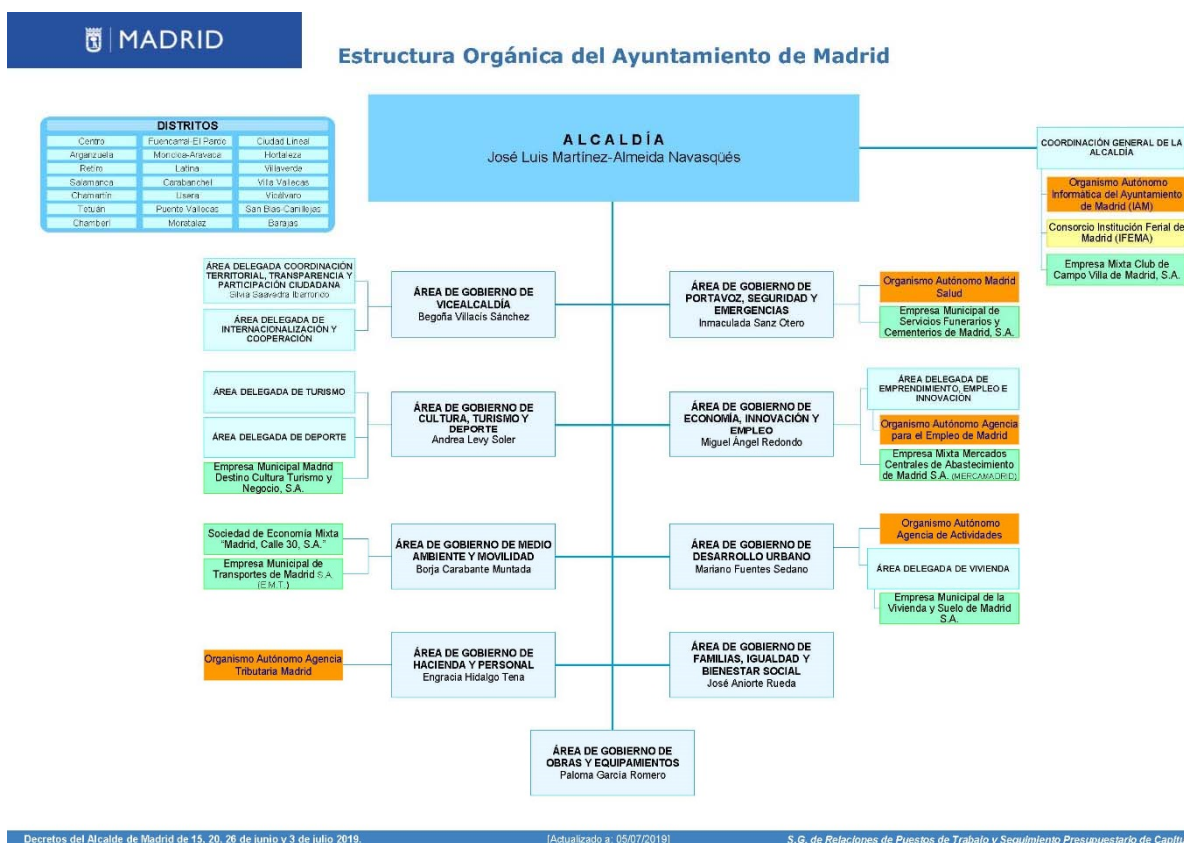 MADRID
Estructura Orgánica del Ayuntamiento de Madrid
DISTRITOS
Centro
Fuencarral-El Pardo
Ciudad Lineal
Arganzuela
Moncloa-Aravaca
Hortaleza
Retiro
Latina
Villaverde
Salamanca
Carabanchel
Villa Vallecas
Chamartín
Usera
Vicálvaro
Tetuán
Puente Vallecas
San Blas-Canillejas
Chamberí
Moratalaz
Barajas
ALCALDÍA
José Luis Martínez-Almeida Navasqüés
COORDINACIÓN GENERAL DE LA
ALCALDÍA
Organismo Autónomo
Informática del Ayuntamiento
de Madrid (IAM)
Consorcio Institución Ferial de
Madrid (IFEMA)
Empresa Mixta Club de
Campo Villa de Madrid, S.A.
ÁREA DELEGADA COORDINACIÓN
TERRITORIAL, TRANSPARENCIA Y
PARTICIPACIÓN CIUDADANA
Silvia Saavedra Ibarrondo
ÁREA DELEGADA DE
INTERNACIONALIZACIÓN Y
COOPERACIÓN
ÁREA DE GOBIERNO DE
VICEALCALDÍA
Begoña Villacís Sánchez
ÁREA DE GOBIERNO DE
PORTAVOZ, SEGURIDAD Y
EMERGENCIAS
Inmaculada Sanz Otero
Organismo Autónomo Madrid
Salud
Empresa Municipal de
Servicios Funerarios y
Cementerios de Madrid, S.A.
ÁREA DELEGADA DE TURISMO
ÁREA DELEGADA DE DEPORTE
Empresa Municipal Madrid
Destino Cultura Turismo y
Negocio, S.A.
ÁREA DE GOBIERNO DE
CULTURA, TURISMO Y
DEPORTE
Andrea Levy Soler
ÁREA DE GOBIERNO DE
ECONOMÍA, INNOVACIÓN Y
EMPLEO
Miguel Ángel Redondo
ÁREA DELEGADA DE
EMPRENDIMIENTO, EMPLEO E
INNOVACIÓN
Organismo Autónomo Agencia
para el Empleo de Madrid
Empresa Mixta Mercados
Centrales de Abastecimiento
de Madrid S.A. (MERCAMADRID)
Sociedad de Economía Mixta
"Madrid, Calle 30, S.A."
Empresa Municipal de
Transportes de Madrid S.A.
(E.M.T.)
ÁREA DE GOBIERNO DE MEDIO
AMBIENTE Y MOVILIDAD
Borja Carabante Muntada
ÁREA DE GOBIERNO DE
DESARROLLO URBANO
Mariano Fuentes Sedano
Organismo Autónomo
Agencia de Actividades
ÁREA DELEGADA DE VIVIENDA
Empresa Municipal de la
Vivienda y Suelo de Madrid
S.A.
Organismo Autónomo Agencia
Tributaria Madrid
ÁREA DE GOBIERNO DE
HACIENDA Y PERSONAL
Engracia Hidalgo Tena
ÁREA DE GOBIERNO DE
FAMILIAS, IGUALDAD Y
BIENESTAR SOCIAL
José Aniorte Rueda
ÁREA DE GOBIERNO DE
OBRAS Y EQUIPAMIENTOS
Paloma García Romero
Decretos del Alcalde de Madrid de 15, 20, 26 de junio y 3 de julio 2019.
[Actualizado a: 05/07/2019]
S.G. de Relaciones de Puestos de Trabajo y Seguimiento Presupuestario de Capítu